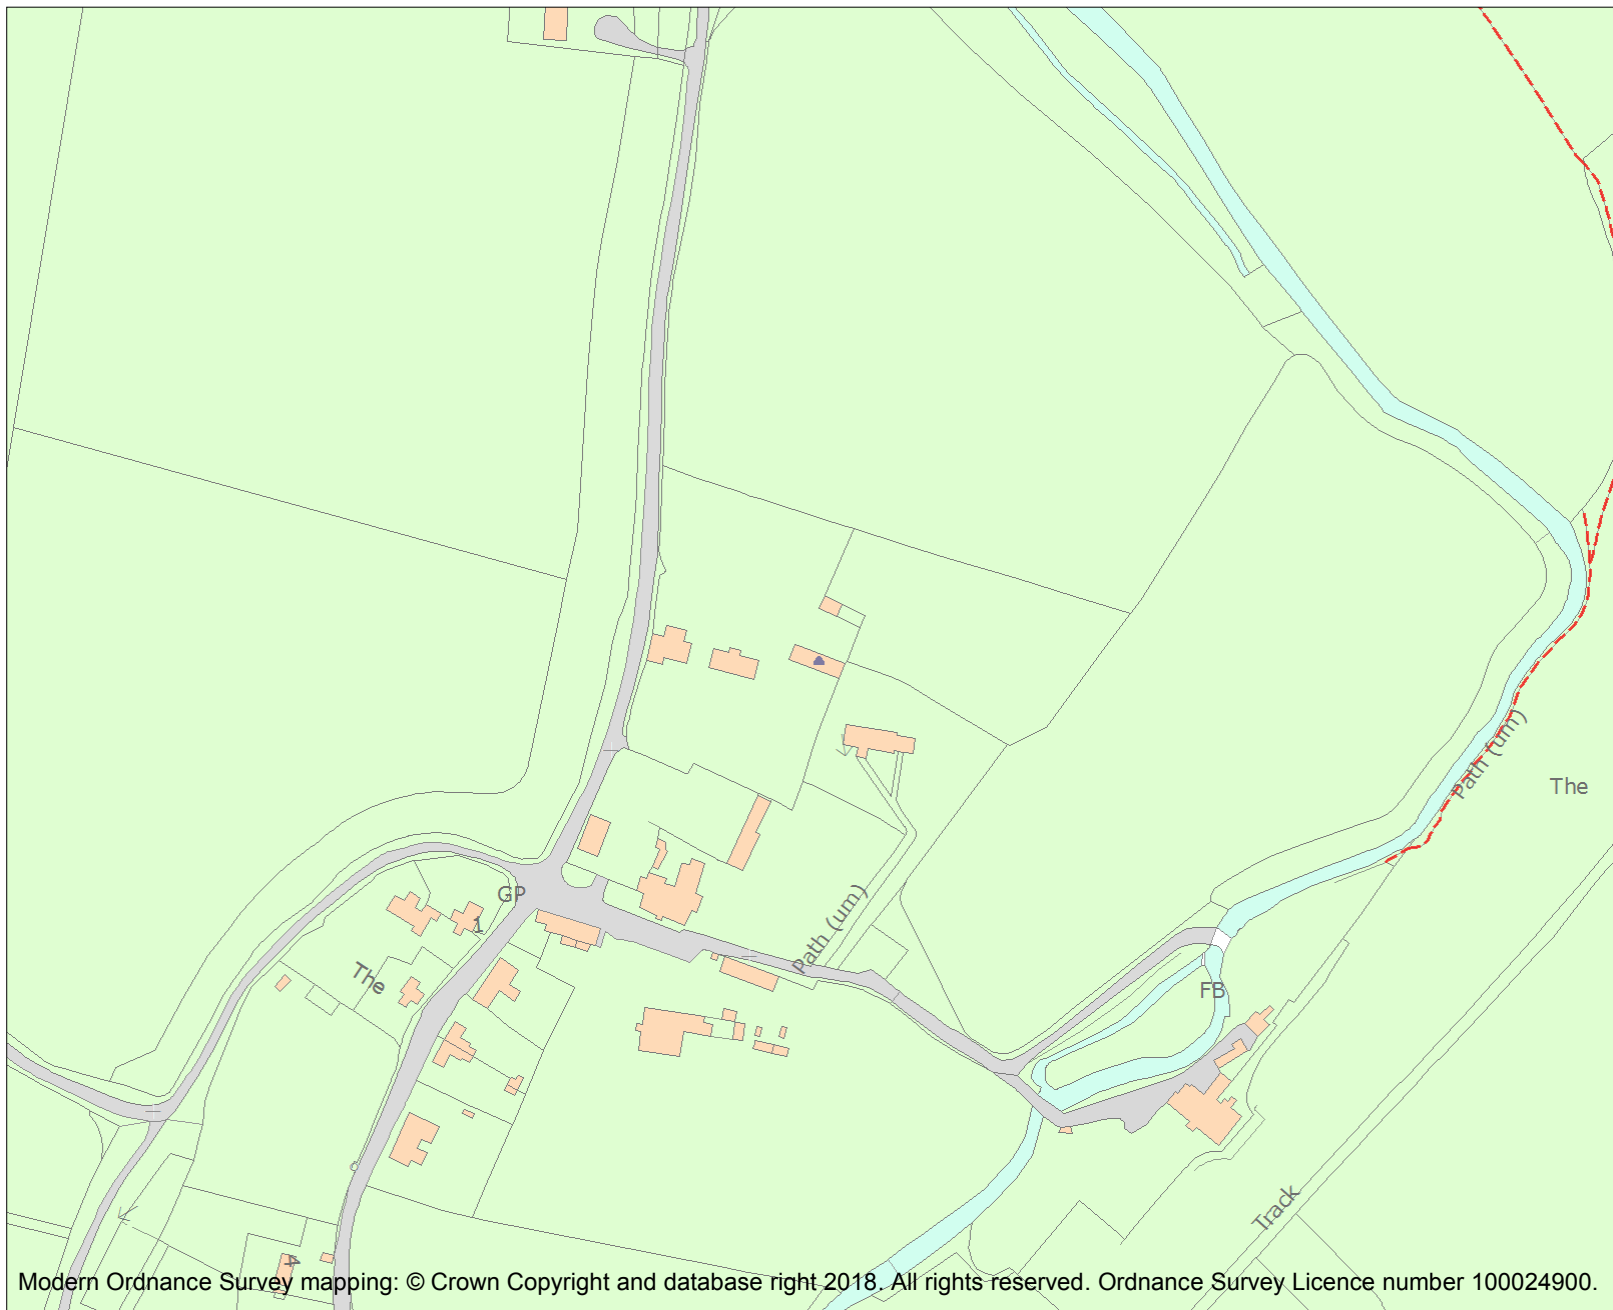 Path (um)
The
GP
1
Path (um)
The
FB
Track
4
Modern Ordnance Survey mapping: © Crown Copyright and database right 2018. All rights reserved. Ordnance Survey Licence number 100024900.